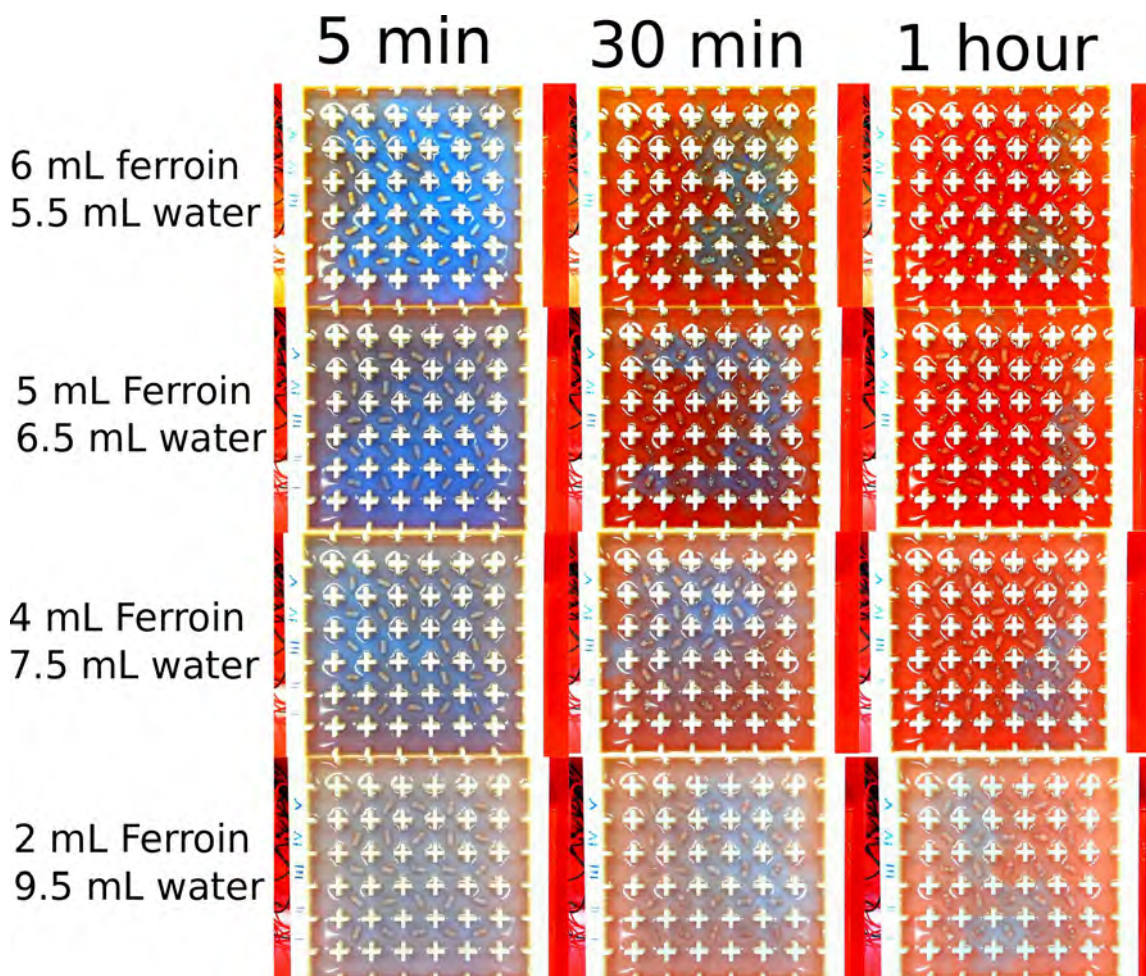 5 min
30 min
1 hour
6 mL ferroin
5.5 mL water
5 mL Ferroin
6.5 mL water
4 mL Ferroin
7.5 mL water
2 mL Ferroin
9.5 mL water